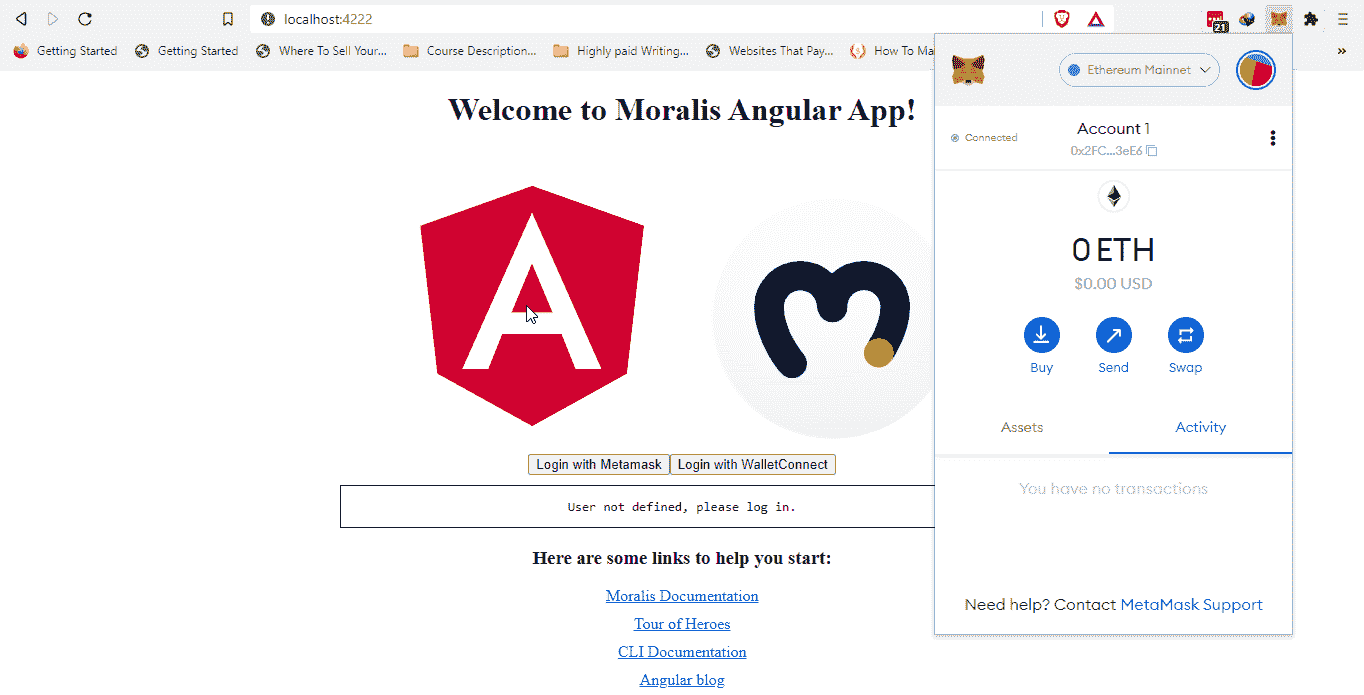 localhost:4222
21
Getting Started
Getting Started
Where To Sell Your...
Course Description...
Highly paid Writing...
Websites That Pay...
How To Ma
»
Welcome to Moralis Angular App!
A
Login with Metamask
Login with WalletConnect
User not defined, please log in.
Here are some links to help you start:
Moralis Documentation
Tour of Heroes
CLI Documentation
Angular blog
Ethereum Mainnet
Connected
Account 1
0x2FC...3eE6
0 ETH
$0.00 USD
Buy
Send
Swap
Assets
Activity
You have no transactions
Need help? Contact MetaMask Support